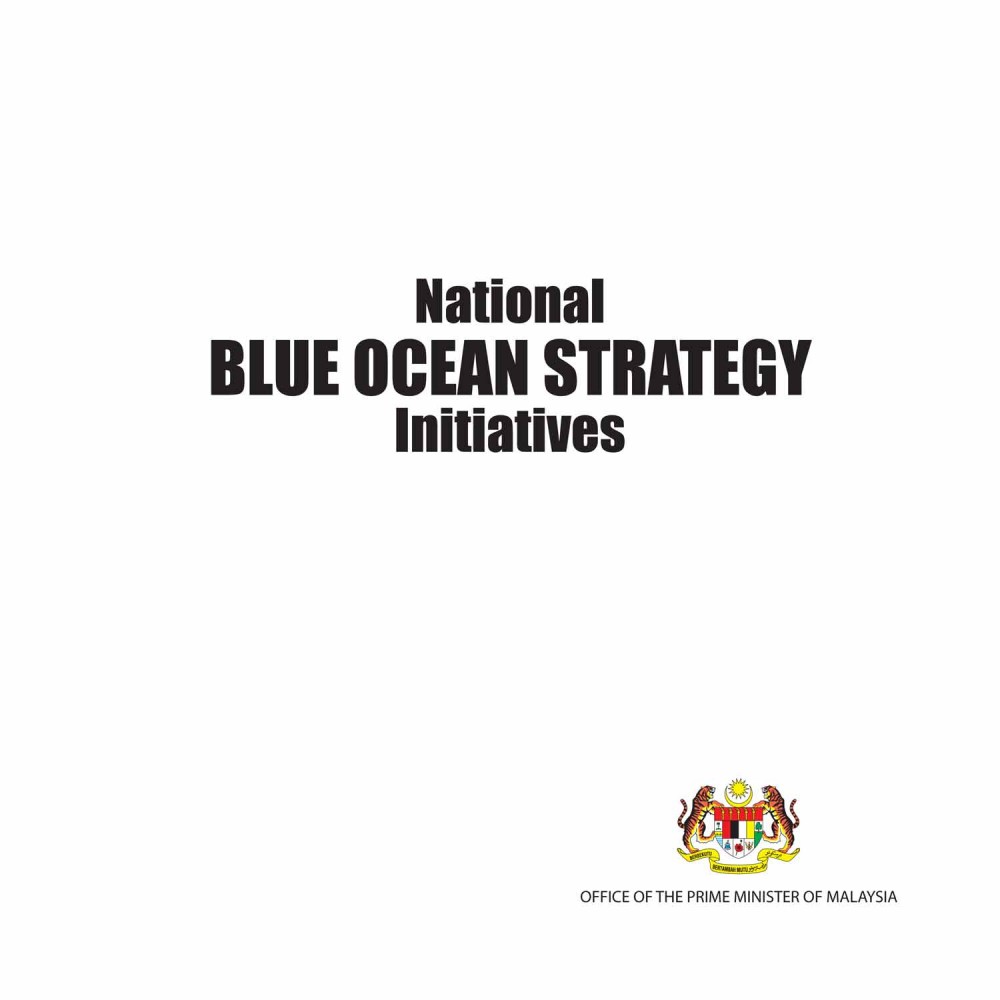 National
BLUE OCEAN STRATEGY
Initiatives
BERSEKUTU
BERTAMBAH MUTU
OFFICE OF THE PRIME MINISTER OF MALAYSIA